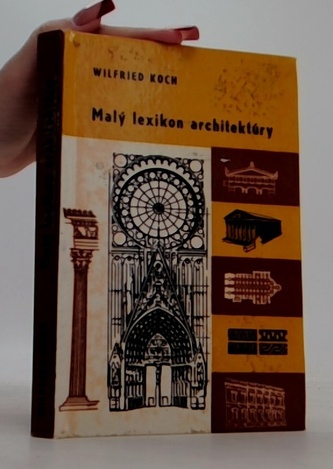 WILFRIED KOCH
Malý lexikon architektúry